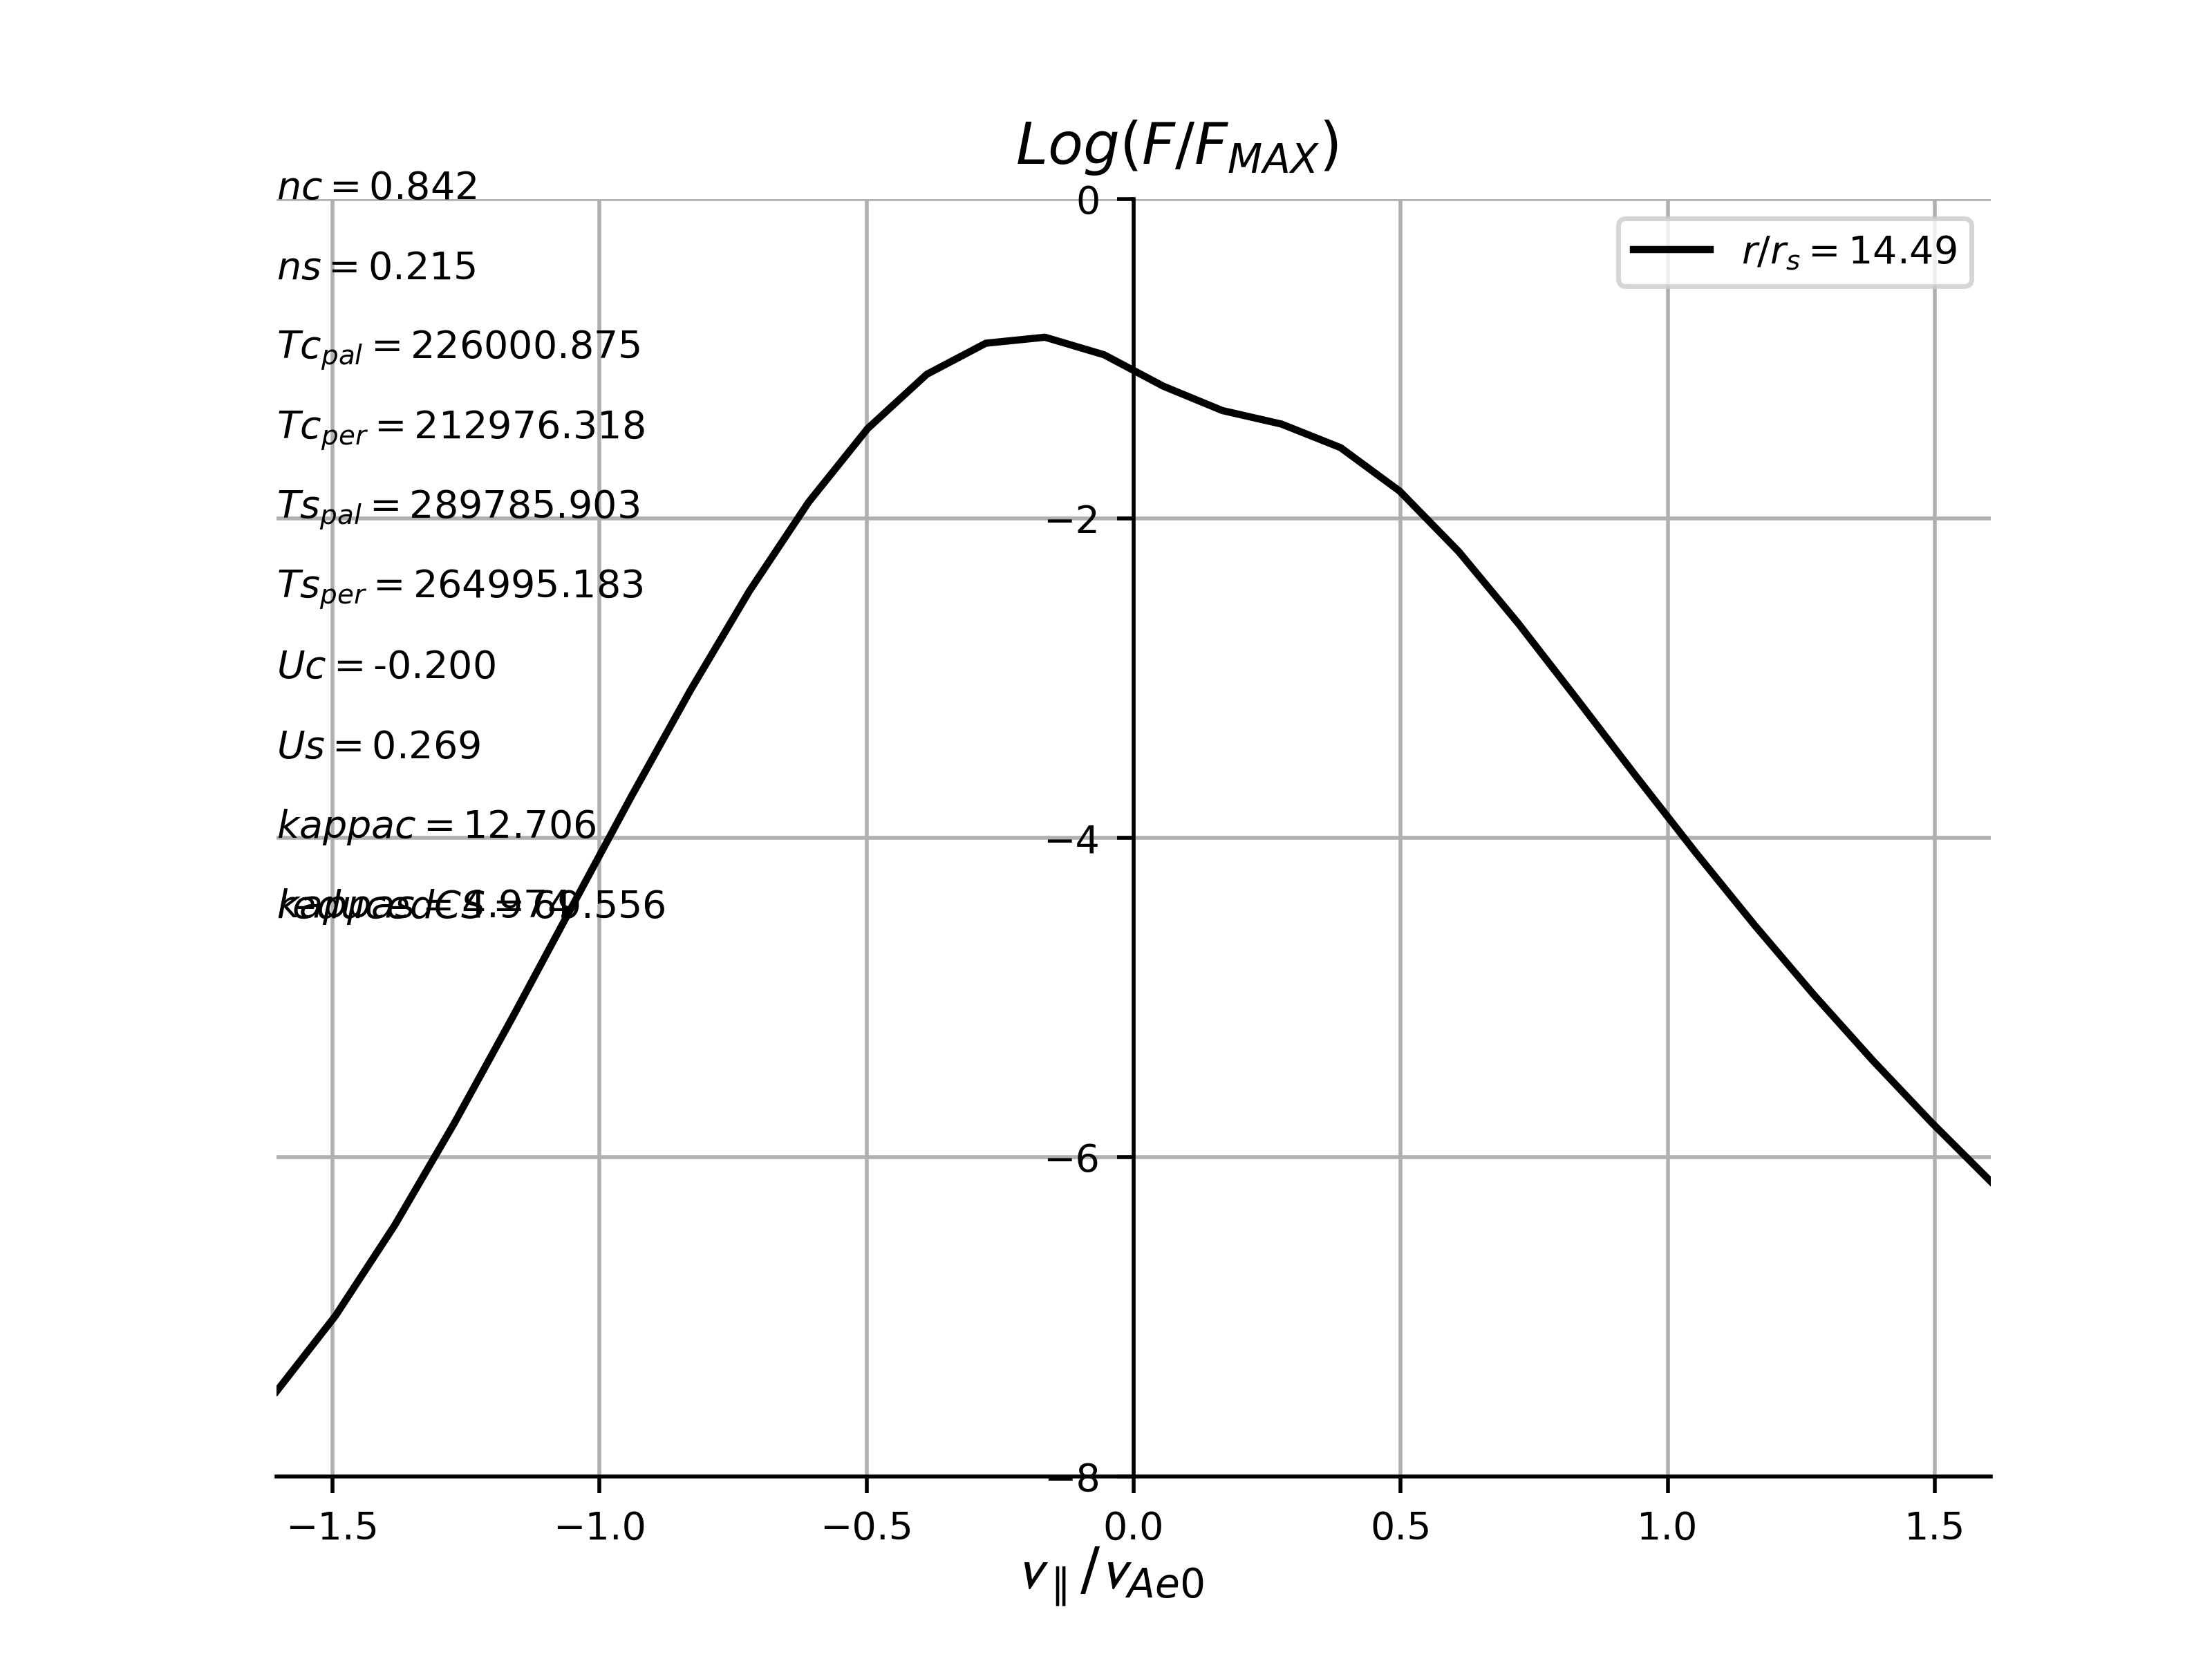 Log(F/F_MAX)
nc = 0.842
0
r/r_s = 14.49
ns = 0.215
Tc_pal = 226000.875
Tc_per = 212976.318
Ts_pal = 289785.903
−2
Ts_per = 264995.183
Uc = -0.200
Us = 0.269
kappac = 12.706
−4
−6
−8
−1.5 −1.0 −0.5 0.0 0.5 1.0 1.5
v_∥/v_Ae0